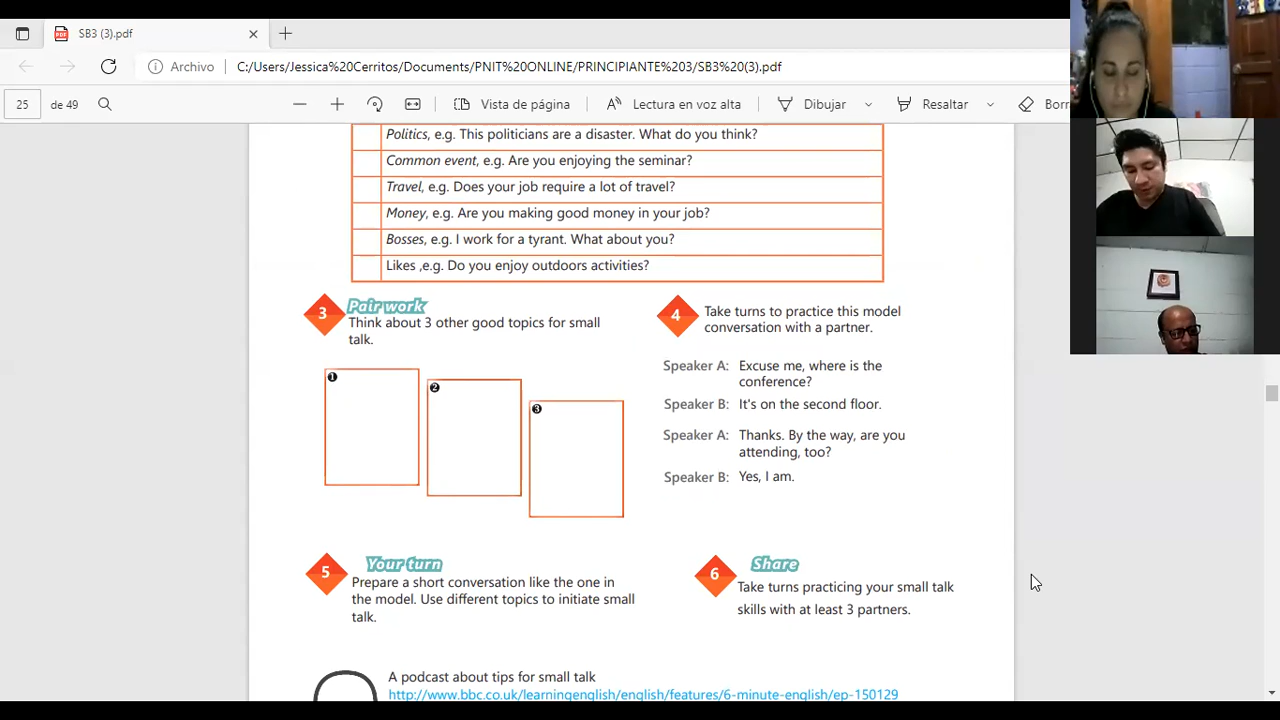 SB3 (3).pdf
Archivo
C:/Users/Jessica%20Cerritos/Documents/PNIT%20ONLINE/PRINCIPIANTE%203/SB3%20(3).pdf
25 de 49
Vista de página
Lectura en voz alta
Dibujar
Resaltar
Borr
Politics, e.g. This politicians are a disaster. What do you think?
Common event, e.g. Are you enjoying the seminar?
Travel, e.g. Does your job require a lot of travel?
Money, e.g. Are you making good money in your job?
Bosses, e.g. I work for a tyrant. What about you?
Likes ,e.g. Do you enjoy outdoors activities?
3 Pair work
Think about 3 other good topics for small
talk.
1
2
3
4 Take turns to practice this model
conversation with a partner.
Speaker A: Excuse me, where is the
conference?
Speaker B: It's on the second floor.
Speaker A: Thanks. By the way, are you
attending, too?
Speaker B: Yes, I am.
5 Your turn
Prepare a short conversation like the one in
the model. Use different topics to initiate small
talk.
6 Share
Take turns practicing your small talk
skills with at least 3 partners.
A podcast about tips for small talk
http://www.bbc.co.uk/learningenglish/english/features/6-minute-english/ep-150129